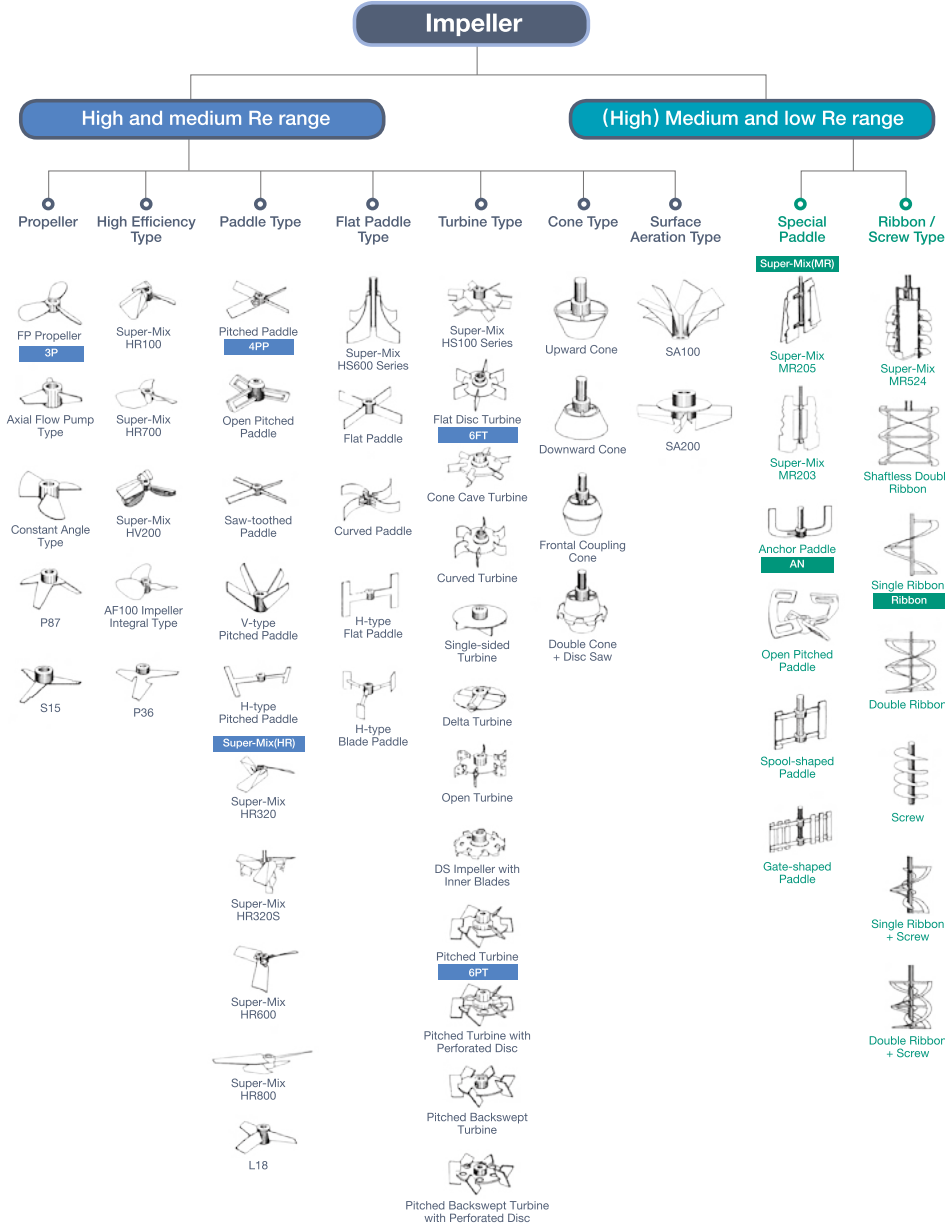 Impeller
High and medium Re range
(High) Medium and low Re range
Propeller
High Efficiency
Type
Paddle Type
Flat Paddle
Type
Turbine Type
Cone Type
Surface
Aeration Type
Special
Paddle
Ribbon /
Screw Type
FP Propeller
3P
Axial Flow Pump
Type
Constant Angle
Type
P87
S15
Super-Mix
HR100
Super-Mix
HR700
Super-Mix
HV200
AF100 Impeller
Integral Type
P36
Pitched Paddle
4PP
Open Pitched
Paddle
Saw-toothed
Paddle
V-type
Pitched Paddle
H-type
Pitched Paddle
Super-Mix(HR)
Super-Mix
HR320
Super-Mix
HR320S
Super-Mix
HR600
Super-Mix
HR800
L18
Super-Mix
HS600 Series
Flat Paddle
Curved Paddle
H-type
Flat Paddle
H-type
Blade Paddle
Super-Mix
HS100 Series
Flat Disc Turbine
6FT
Cone Cave Turbine
Curved Turbine
Single-sided
Turbine
Delta Turbine
Open Turbine
DS Impeller with
Inner Blades
Pitched Turbine
6PT
Pitched Turbine with
Perforated Disc
Pitched Backswept
Turbine
Pitched Backswept Turbine
with Perforated Disc
Upward Cone
Downward Cone
Frontal Coupling
Cone
Double Cone
+ Disc Saw
SA100
SA200
Super-Mix(MR)
Super-Mix
MR205
Super-Mix
MR203
Anchor Paddle
AN
Open Pitched
Paddle
Spool-shaped
Paddle
Gate-shaped
Paddle
Super-Mix
MR524
Shaftless Doubl
Ribbon
Single Ribbon
Ribbon
Double Ribbon
Screw
Single Ribbon
+ Screw
Double Ribbon
+ Screw